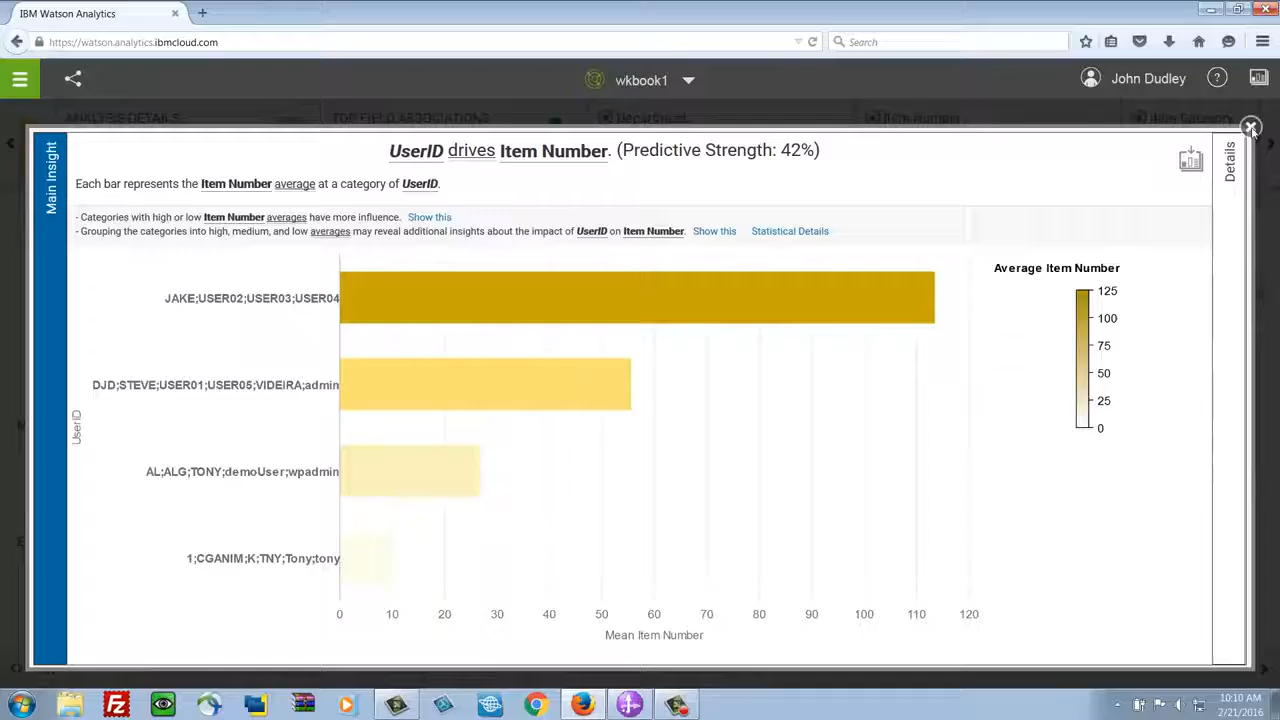 IBM Watson Analytics
https://watson.analytics.ibmcloud.com
Search
wkbook1
John Dudley
ANALYSIS DETAILS
TOP FIELD ASSOCIATIONS
Department
Item Number
Main Insight
Details
UserID drives Item Number. (Predictive Strength: 42%)
Each bar represents the Item Number average at a category of UserID.
- Categories with high or low Item Number averages have more influence. Show this
- Grouping the categories into high, medium, and low averages may reveal additional insights about the impact of UserID on Item Number. Show this Statistical Details
Average Item Number
125
100
75
50
25
0
JAKE;USER02;USER03;USER04
DJD;STEVE;USER01;USER05;VIDEIRA;admin
AL;ALG;TONY;demoUser;wpadmin
1;CGANIM;K;TNY;Tony;tony
UserID
0 10 20 30 40 50 60 70 80 90 100 110 120
Mean Item Number
10:10 AM
2/21/2016